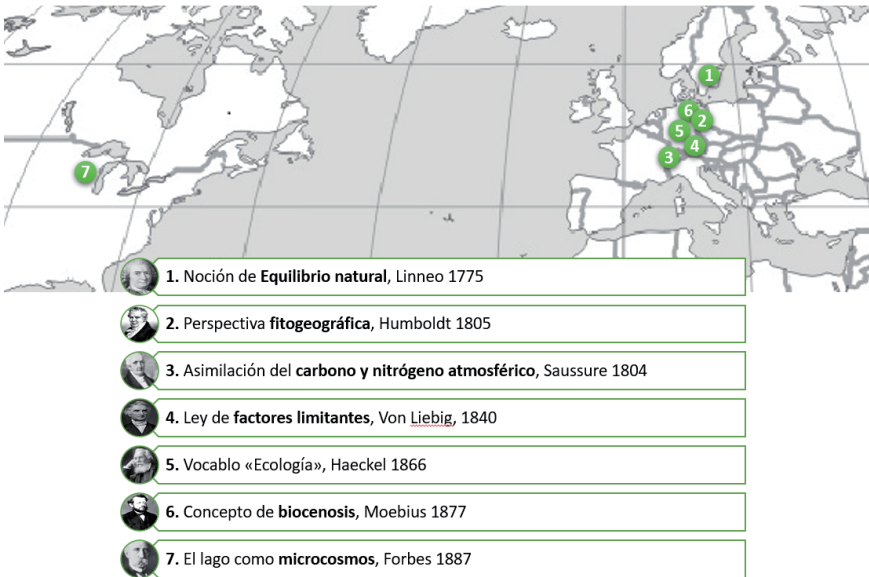 1
6
2
5
4
3
7
1. Noción de Equilibrio natural, Linneo 1775
2. Perspectiva fitogeográfica, Humboldt 1805
3. Asimilación del carbono y nitrógeno atmosférico, Saussure 1804
4. Ley de factores limitantes, Von Liebig, 1840
5. Vocablo «Ecología», Haeckel 1866
6. Concepto de biocenosis, Moebius 1877
7. El lago como microcosmos, Forbes 1887